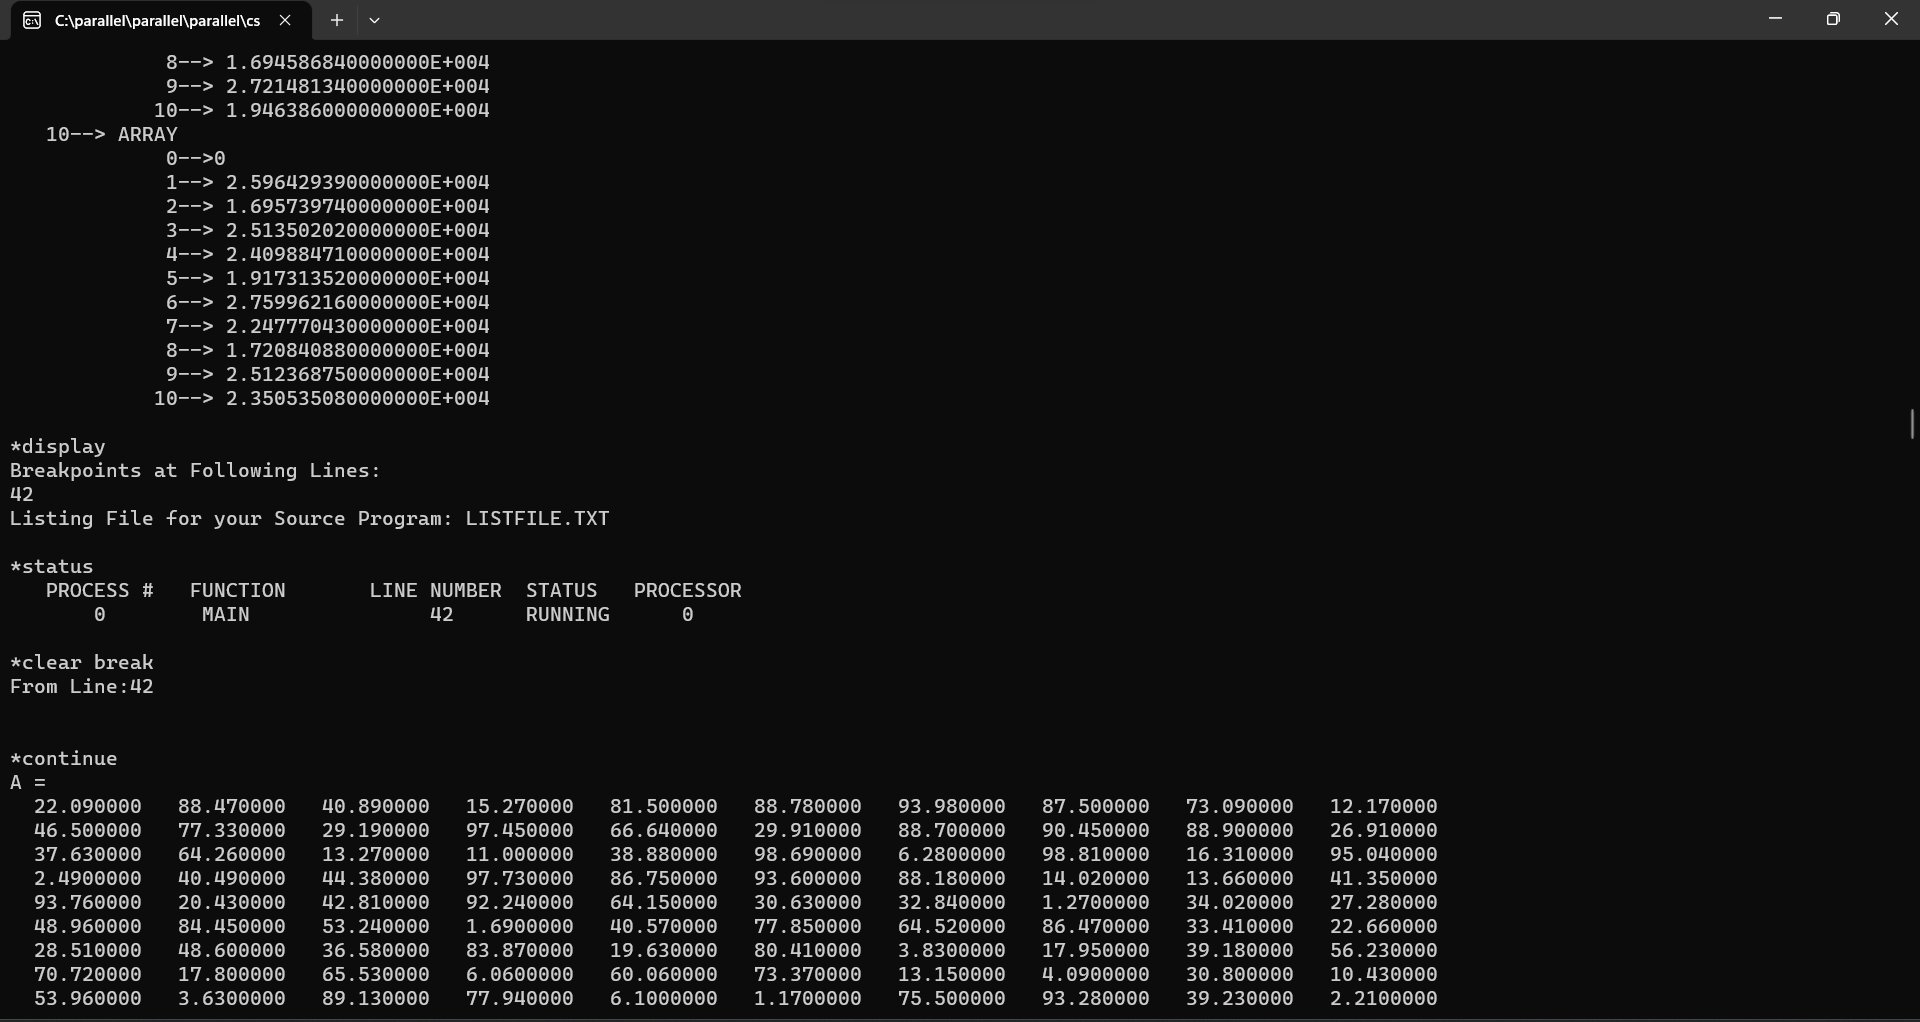 C:\parallel\parallel\parallel\cs
8--> 1.694586840000000E+004
9--> 2.721481340000000E+004
10--> 1.946386000000000E+004
10--> ARRAY
0-->0
1--> 2.596429390000000E+004
2--> 1.695739740000000E+004
3--> 2.513502020000000E+004
4--> 2.409884710000000E+004
5--> 1.917313520000000E+004
6--> 2.759962160000000E+004
7--> 2.247770430000000E+004
8--> 1.720840880000000E+004
9--> 2.512368750000000E+004
10--> 2.350535080000000E+004
*display
Breakpoints at Following Lines:
42
Listing File for your Source Program: LISTFILE.TXT
*status
PROCESS # FUNCTION LINE NUMBER STATUS PROCESSOR
0 MAIN 42 RUNNING 0
*clear break
From Line:42
*continue
A =
22.090000 88.470000 40.890000 15.270000 81.500000 88.780000 93.980000 87.500000 73.090000 12.170000
46.500000 77.330000 29.190000 97.450000 66.640000 29.910000 88.700000 90.450000 88.900000 26.910000
37.630000 64.260000 13.270000 11.000000 38.880000 98.690000 6.2800000 98.810000 16.310000 95.040000
2.4900000 40.490000 44.380000 97.730000 86.750000 93.600000 88.180000 14.020000 13.660000 41.350000
93.760000 20.430000 42.810000 92.240000 64.150000 30.630000 32.840000 1.2700000 34.020000 27.280000
48.960000 84.450000 53.240000 1.6900000 40.570000 77.850000 64.520000 86.470000 33.410000 22.660000
28.510000 48.600000 36.580000 83.870000 19.630000 80.410000 3.8300000 17.950000 39.180000 56.230000
70.720000 17.800000 65.530000 6.0600000 60.060000 73.370000 13.150000 4.0900000 30.800000 10.430000
53.960000 3.6300000 89.130000 77.940000 6.1000000 1.1700000 75.500000 93.280000 39.230000 2.2100000